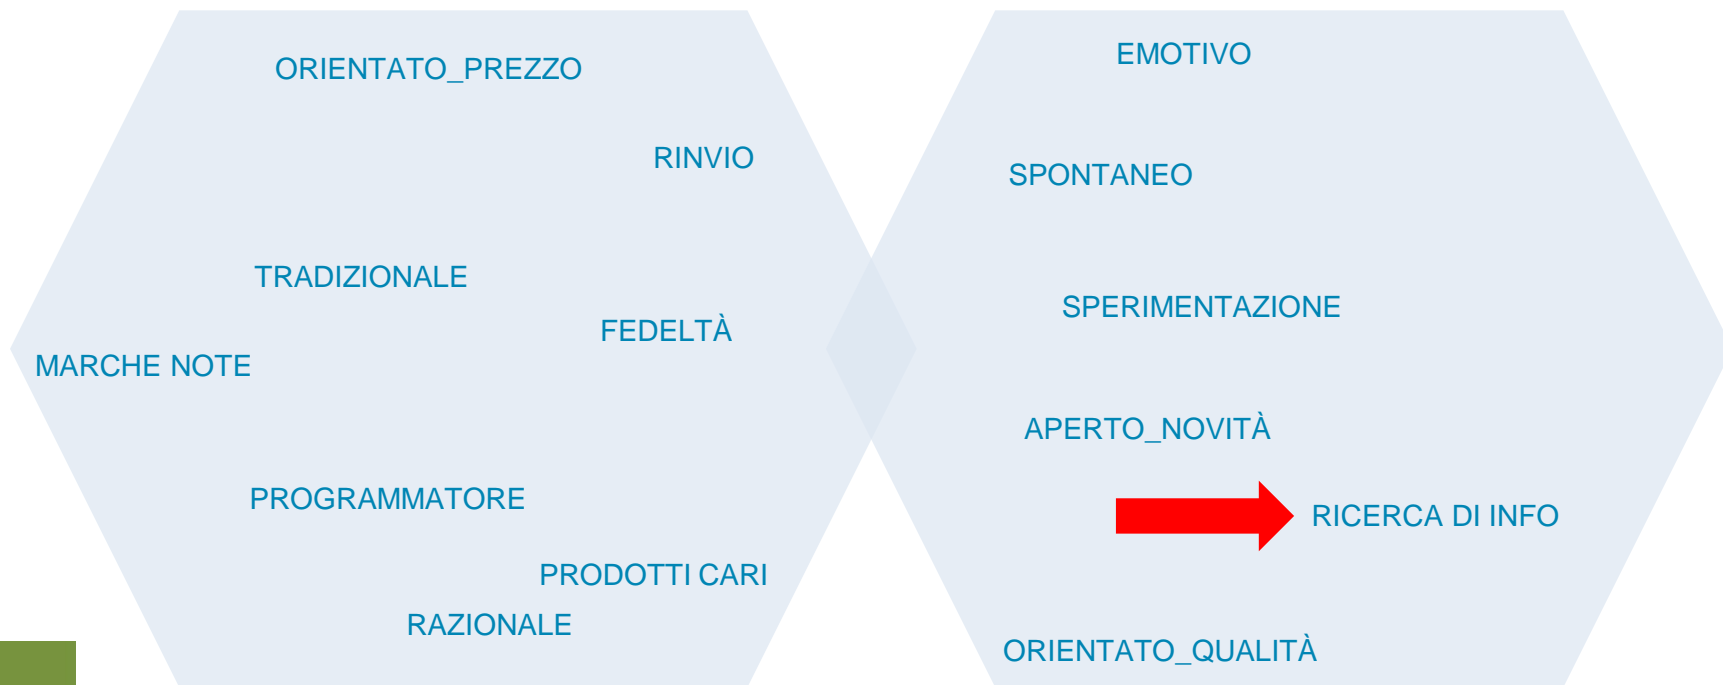 ORIENTATO_PREZZO
RINVIO
TRADIZIONALE
FEDELTÀ
MARCHE NOTE
PROGRAMMATORE
PRODOTTI CARI
RAZIONALE
EMOTIVO
SPONTANEO
SPERIMENTAZIONE
APERTO_NOVITÀ
RICERCA DI INFO
ORIENTATO_QUALITÀ